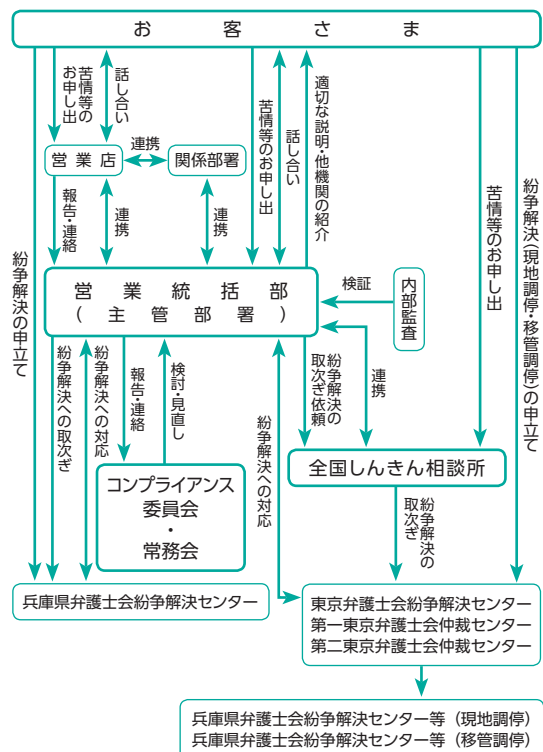 お客さま
苦情等の
お申し出
話し合い
営業店
連携
関係部署
報告・連絡
連携
連携
苦情等のお申し出
話し合い
適切な説明・他機関の紹介
苦情等のお申し出
紛争解決(現地調停・移管調停)の申立て
紛争解決の申立て
営業統括部
(主管部署)
検証
内部監査
紛争解決への取次ぎ
紛争解決への対応
報告・連絡
検討・見直し
紛争解決への対応
紛争解決の
取次ぎ依頼
連携
コンプライアンス
委員会
・
常務会
全国しんきん相談所
紛争解決の
取次ぎ
兵庫県弁護士会紛争解決センター
東京弁護士会紛争解決センター
第一東京弁護士会仲裁センター
第二東京弁護士会仲裁センター
兵庫県弁護士会紛争解決センター等(現地調停)
兵庫県弁護士会紛争解決センター等(移管調停)